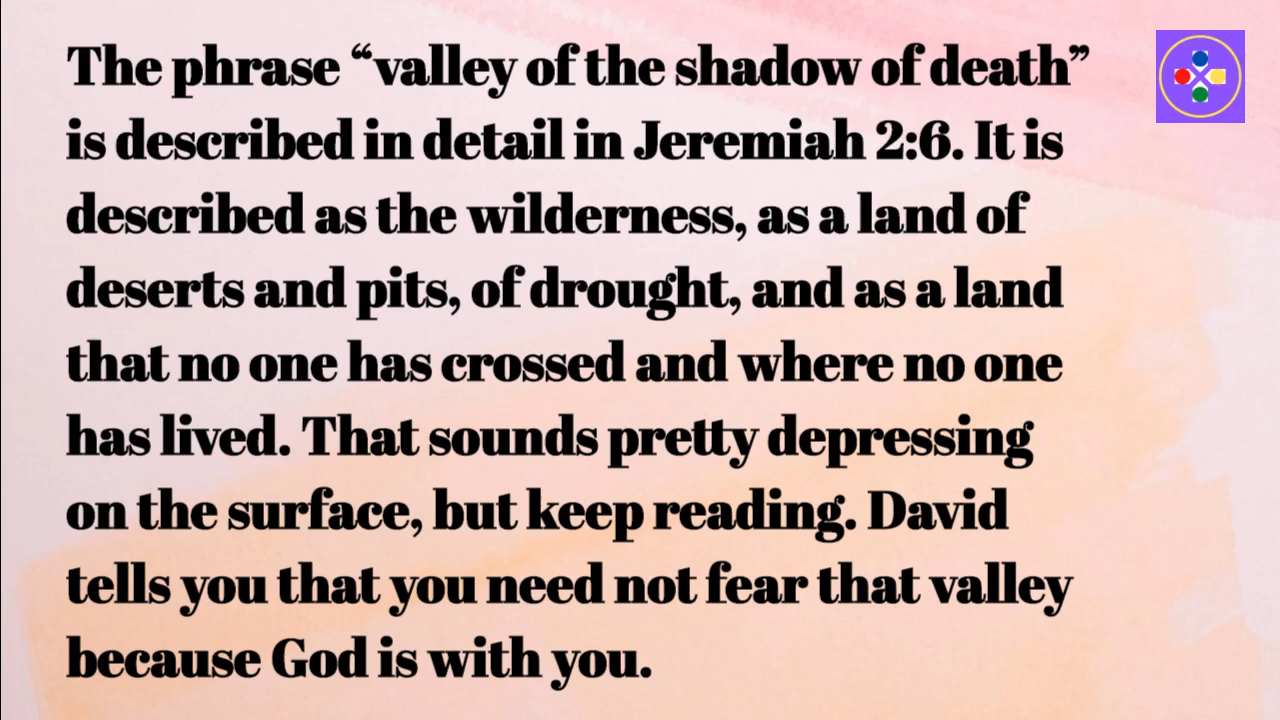 The phrase “valley of the shadow of death”
is described in detail in Jeremiah 2:6. It is
described as the wilderness, as a land of
deserts and pits, of drought, and as a land
that no one has crossed and where no one
has lived. That sounds pretty depressing
on the surface, but keep reading. David
tells you that you need not fear that valley
because God is with you.